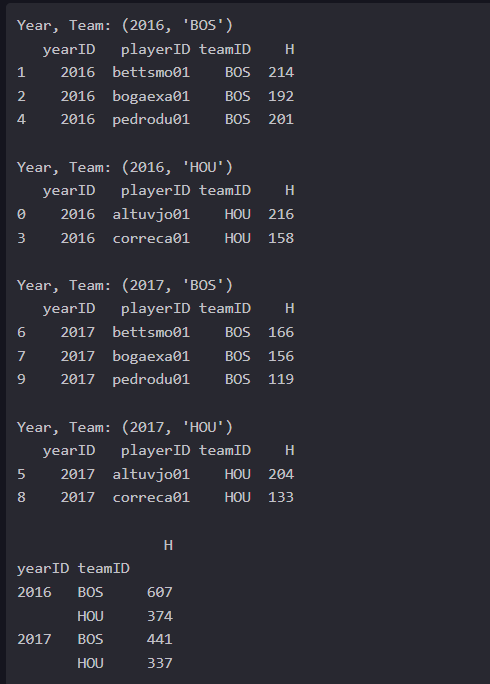 Year, Team: (2016, 'BOS')
   yearID   playerID teamID    H
1    2016  bettsmo01    BOS  214
2    2016  bogaexa01    BOS  192
4    2016  pedrodu01    BOS  201
Year, Team: (2016, 'HOU')
   yearID   playerID teamID    H
0    2016  altuvjo01    HOU  216
3    2016  correca01    HOU  158
Year, Team: (2017, 'BOS')
   yearID   playerID teamID    H
6    2017  bettsmo01    BOS  166
7    2017  bogaexa01    BOS  156
9    2017  pedrodu01    BOS  119
Year, Team: (2017, 'HOU')
   yearID   playerID teamID    H
5    2017  altuvjo01    HOU  204
8    2017  correca01    HOU  133
                 H
yearID teamID
2016   BOS     607
       HOU     374
2017   BOS     441
       HOU     337